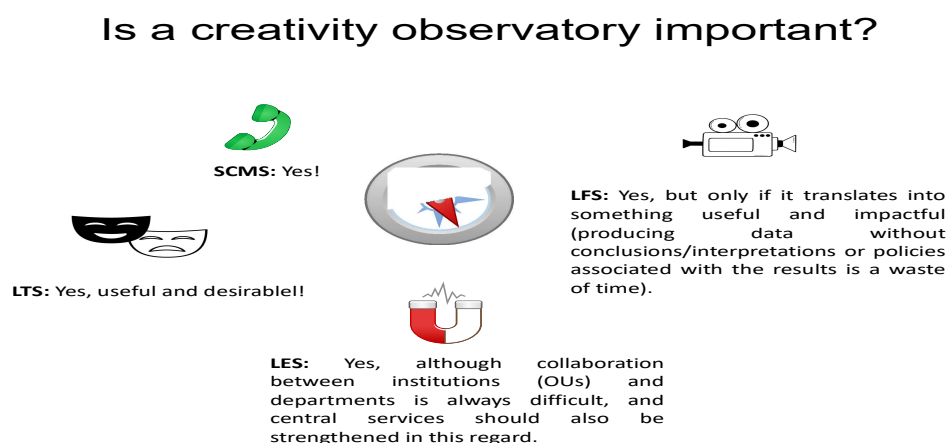 Is a creativity observatory important?
SCMS: Yes!
LFS: Yes, but only if it translates into
something useful and impactful
(producing data without
conclusions/interpretations or policies
associated with the results is a waste
of time).
LTS: Yes, useful and desirablel!
LES: Yes, although collaboration
between institutions (OUs) and
departments is always difficult, and
central services should also be
strengthened in this regard.